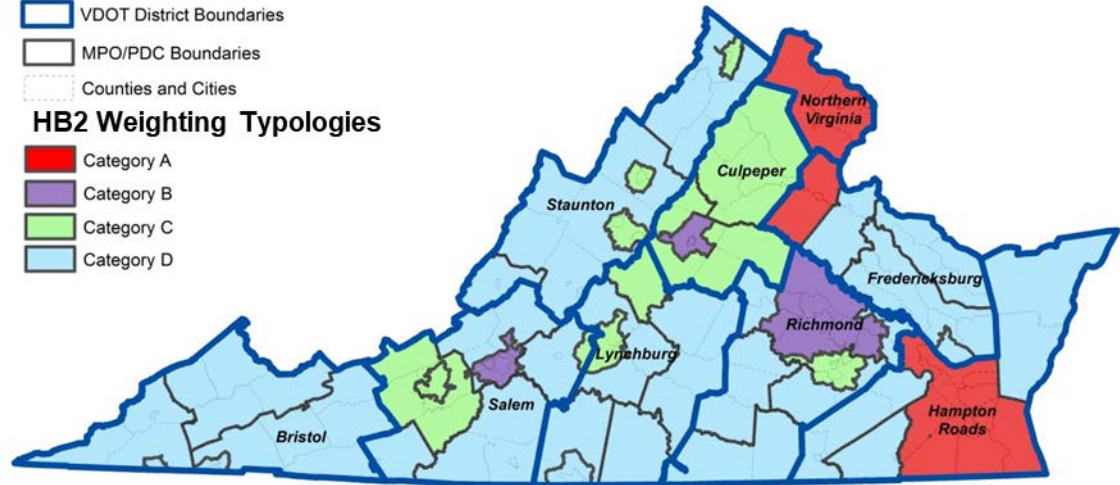 VDOT District Boundaries
MPO/PDC Boundaries
Counties and Cities
HB2 Weighting Typologies
Category A
Category B
Category C
Category D
Northern
Virginia
Culpeper
Staunton
Fredericksburg
Richmond
Lynchburg
Salem
Hampton
Roads
Bristol